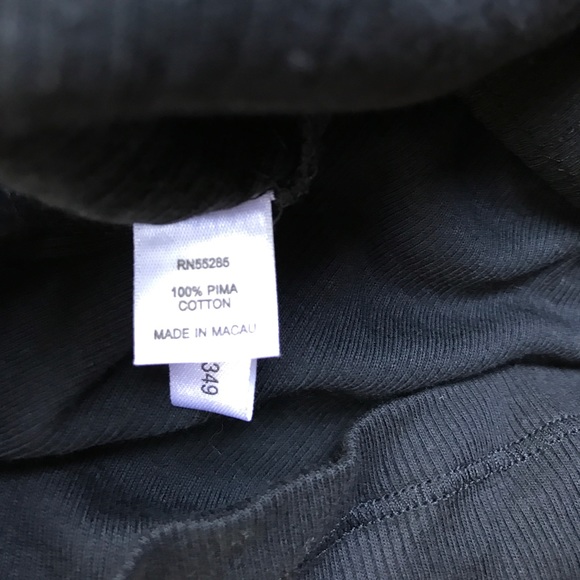 RN55285
100% PIMA
COTTON
MADE IN MACAU
349